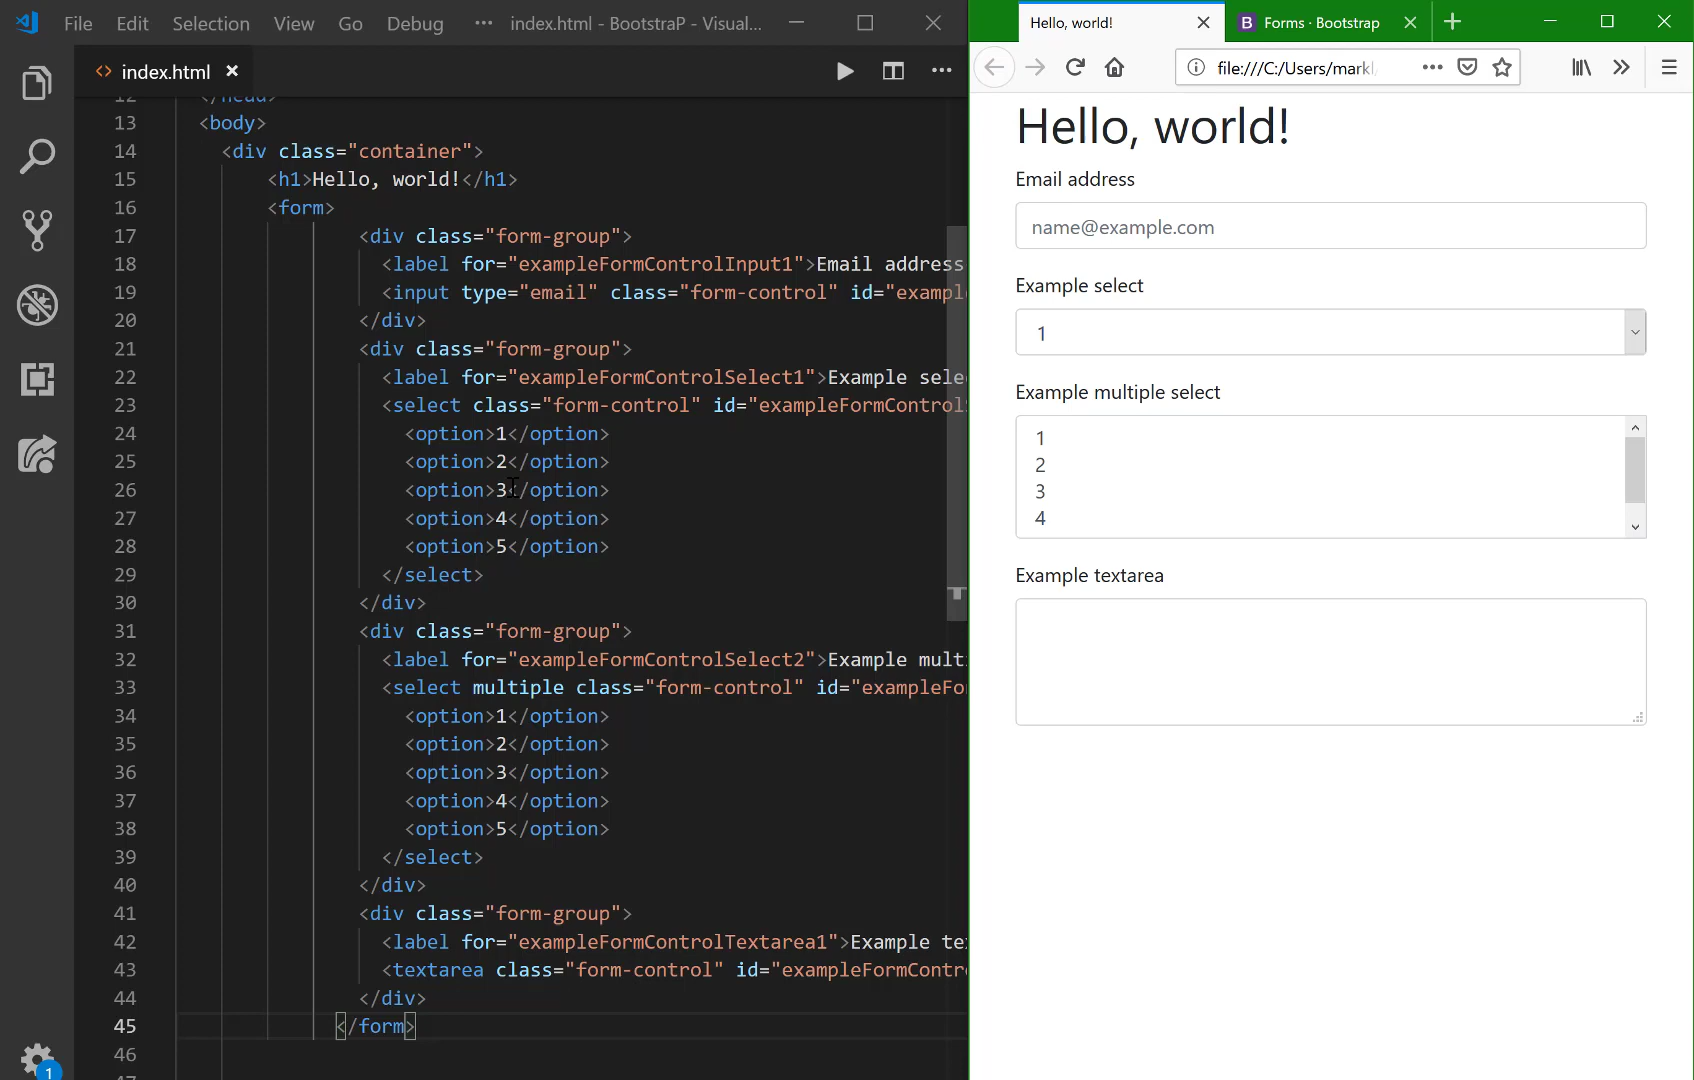 File Edit Selection View Go Debug ··· index.html - BootstraP - Visual...
index.html
12 </head>
13 <body>
14 <div class="container">
15 <h1>Hello, world!</h1>
16 <form>
17 <div class="form-group">
18 <label for="exampleFormControlInput1">Email address
19 <input type="email" class="form-control" id="exampl
20 </div>
21 <div class="form-group">
22 <label for="exampleFormControlSelect1">Example sele
23 <select class="form-control" id="exampleFormControl
24 <option>1</option>
25 <option>2</option>
26 <option>3</option>
27 <option>4</option>
28 <option>5</option>
29 </select>
30 </div>
31 <div class="form-group">
32 <label for="exampleFormControlSelect2">Example mult
33 <select multiple class="form-control" id="exampleFo
34 <option>1</option>
35 <option>2</option>
36 <option>3</option>
37 <option>4</option>
38 <option>5</option>
39 </select>
40 </div>
41 <div class="form-group">
42 <label for="exampleFormControlTextarea1">Example te
43 <textarea class="form-control" id="exampleFormContr
44 </div>
45 </form>
46
1
Hello, world!
B Forms · Bootstrap
file:///C:/Users/markl
Hello, world!
Email address
name@example.com
Example select
1
Example multiple select
1
2
3
4
Example textarea